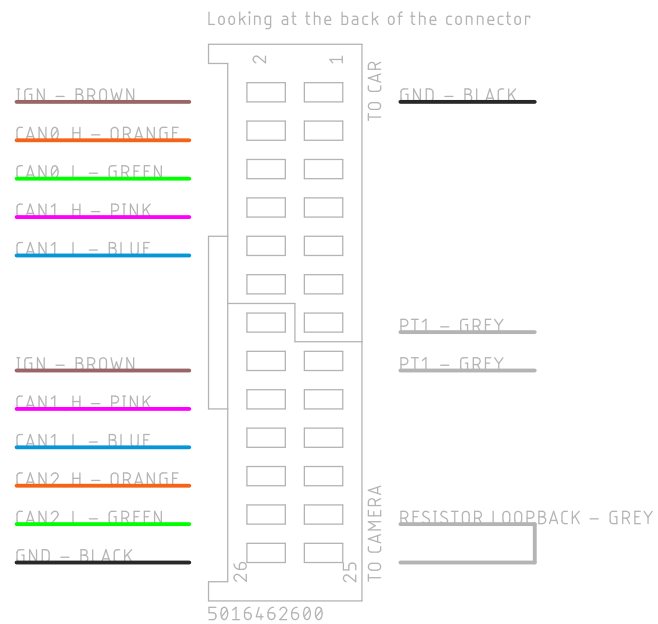 Looking at the back of the connector
2 1
TO CAR
IGN - BROWN
GND - BLACK
CAN0 H - ORANGE
CAN0 L - GREEN
CAN1 H - PINK
CAN1 L - BLUE
PT1 - GREY
IGN - BROWN
PT1 - GREY
CAN1 H - PINK
CAN1 L - BLUE
CAN2 H - ORANGE
TO CAMERA
CAN2 L - GREEN
RESISTOR LOOPBACK - GREY
GND - BLACK
26 25
5016462600